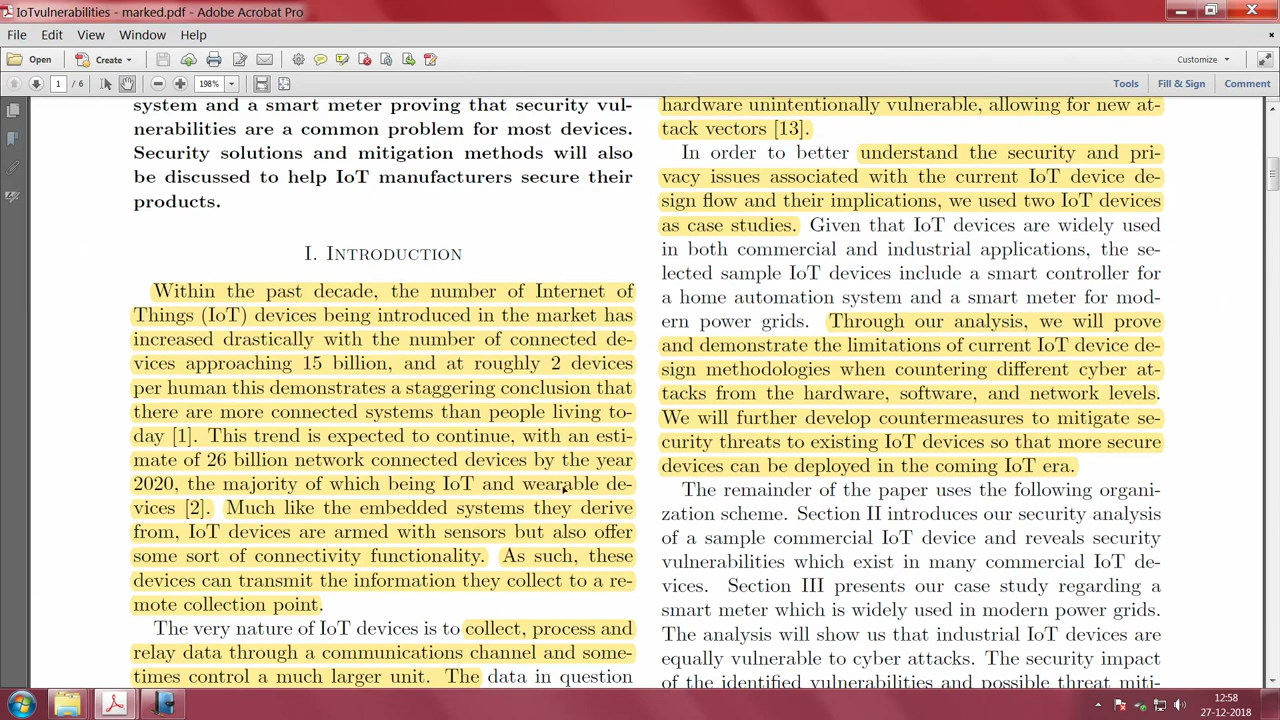 IoTvulnerabilities - marked.pdf - Adobe Acrobat Pro
File Edit View Window Help
Open Create Customize
1 / 6 198% Tools Fill & Sign Comment
system and a smart meter proving that security vul-
nerabilities are a common problem for most devices.
Security solutions and mitigation methods will also
be discussed to help IoT manufacturers secure their
products.
I. Introduction
Within the past decade, the number of Internet of
Things (IoT) devices being introduced in the market has
increased drastically with the number of connected de-
vices approaching 15 billion, and at roughly 2 devices
per human this demonstrates a staggering conclusion that
there are more connected systems than people living to-
day [1]. This trend is expected to continue, with an esti-
mate of 26 billion network connected devices by the year
2020, the majority of which being IoT and wearable de-
vices [2]. Much like the embedded systems they derive
from, IoT devices are armed with sensors but also offer
some sort of connectivity functionality. As such, these
devices can transmit the information they collect to a re-
mote collection point.
The very nature of IoT devices is to collect, process and
relay data through a communications channel and some-
times control a much larger unit. The data in question
hardware unintentionally vulnerable, allowing for new at-
tack vectors [13].
In order to better understand the security and pri-
vacy issues associated with the current IoT device de-
sign flow and their implications, we used two IoT devices
as case studies. Given that IoT devices are widely used
in both commercial and industrial applications, the se-
lected sample IoT devices include a smart controller for
a home automation system and a smart meter for mod-
ern power grids. Through our analysis, we will prove
and demonstrate the limitations of current IoT device de-
sign methodologies when countering different cyber at-
tacks from the hardware, software, and network levels.
We will further develop countermeasures to mitigate se-
curity threats to existing IoT devices so that more secure
devices can be deployed in the coming IoT era.
The remainder of the paper uses the following organi-
zation scheme. Section II introduces our security analysis
of a sample commercial IoT device and reveals security
vulnerabilities which exist in many commercial IoT de-
vices. Section III presents our case study regarding a
smart meter which is widely used in modern power grids.
The analysis will show us that industrial IoT devices are
equally vulnerable to cyber attacks. The security impact
of the identified vulnerabilities and possible threat miti-
12:58
27-12-2018